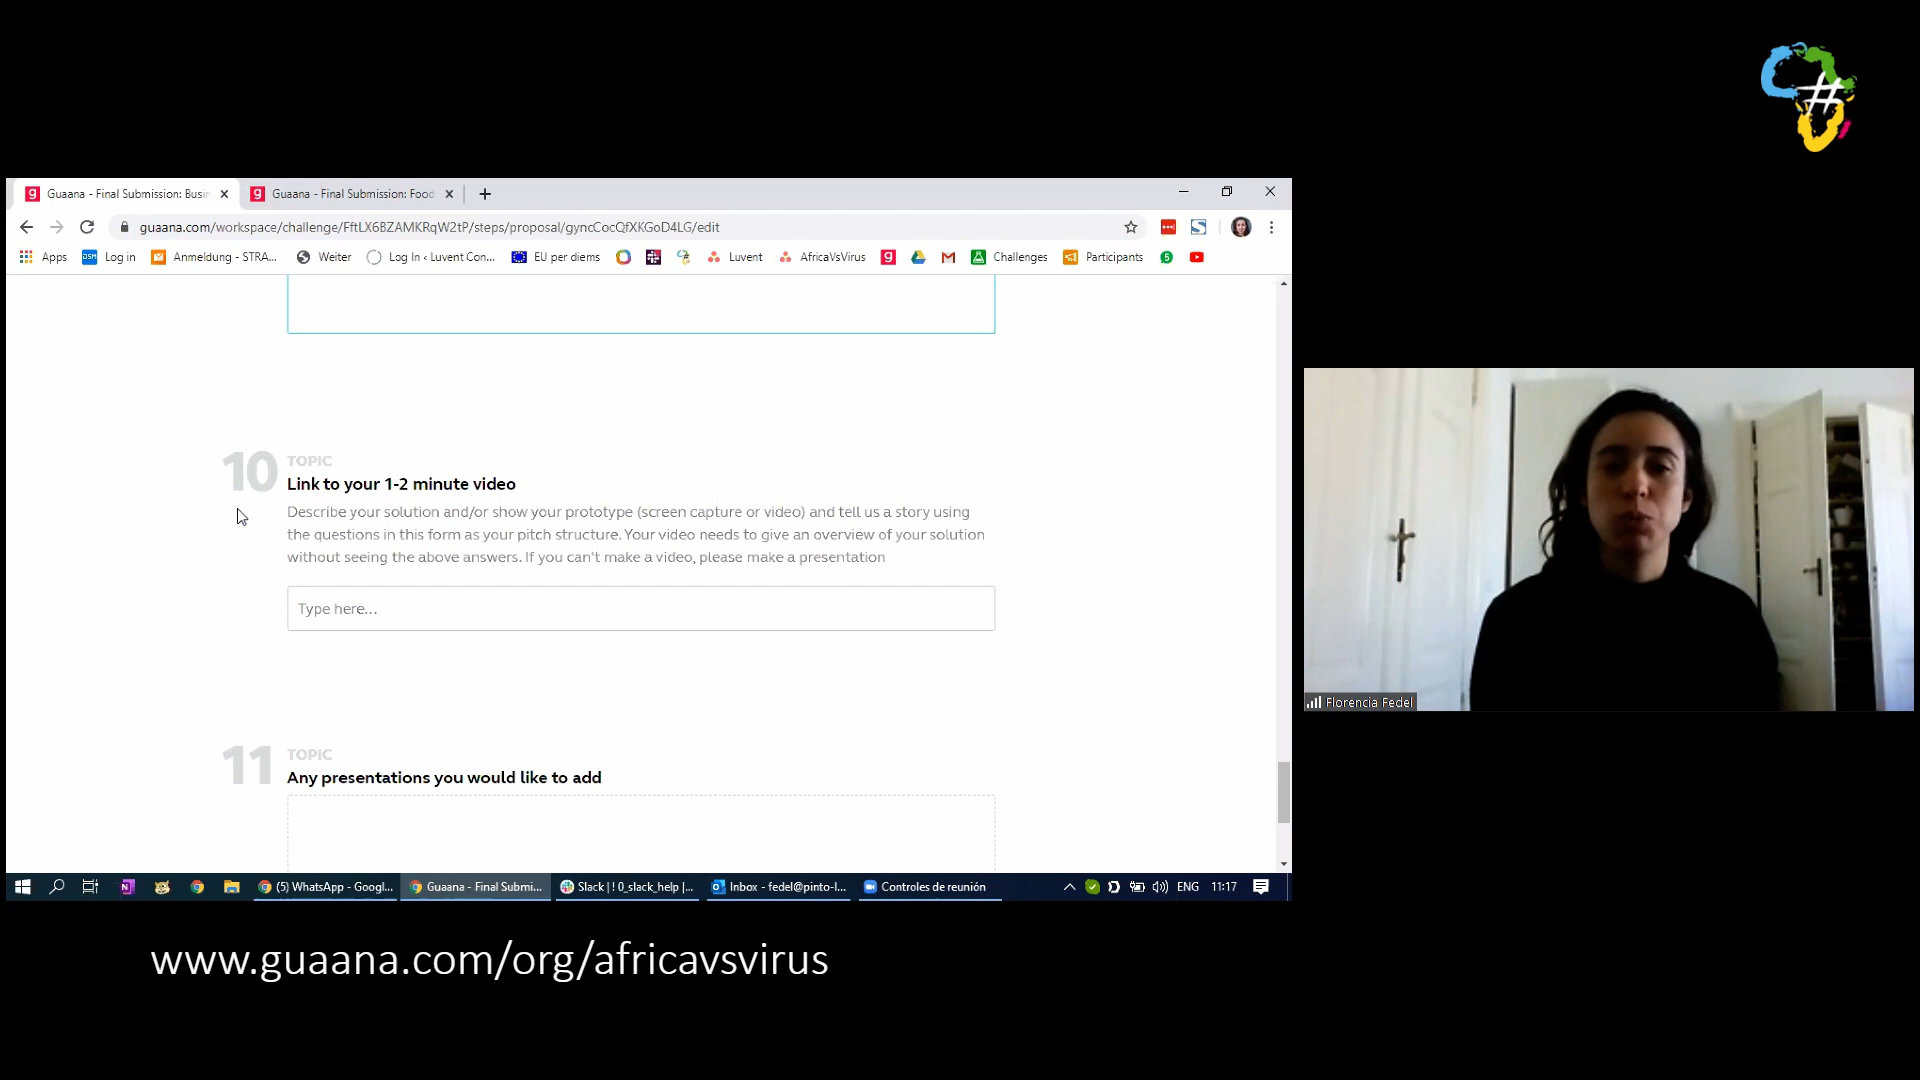 #
Guaana - Final Submission: Busin
Guaana - Final Submission: Food
guaana.com/workspace/challenge/FftLX6BZAMKRqW2tP/steps/proposal/gyncCocQfXKGoD4LG/edit
Apps
Log in
Anmeldung - STRA...
Weiter
Log In ‹ Luvent Con...
EU per diems
Luvent
AfricaVsVirus
Challenges
Participants
10
TOPIC
Link to your 1-2 minute video
Describe your solution and/or show your prototype (screen capture or video) and tell us a story using
the questions in this form as your pitch structure. Your video needs to give an overview of your solution
without seeing the above answers. If you can't make a video, please make a presentation
Type here...
11
TOPIC
Any presentations you would like to add
Florencia Fedel
(5) WhatsApp - Googl...
Guaana - Final Submi...
Slack | ! 0_slack_help |...
Inbox - fedel@pinto-l...
Controles de reunión
ENG
11:17
www.guaana.com/org/africavsvirus